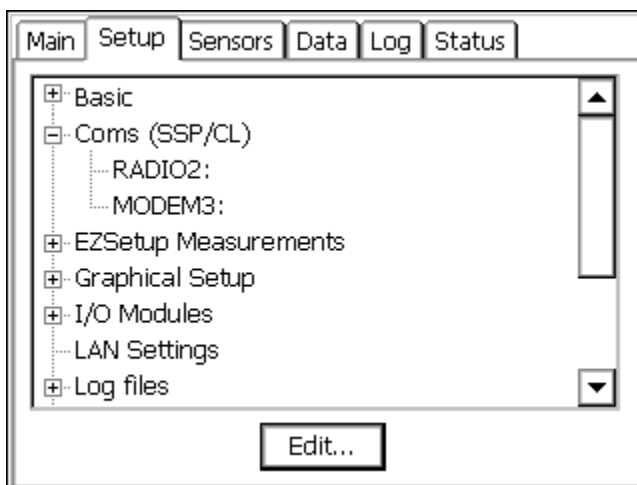 Main Setup Sensors Data Log Status
Basic
Coms (SSP/CL)
RADIO2:
MODEM3:
EZSetup Measurements
Graphical Setup
I/O Modules
LAN Settings
Log files
Edit...